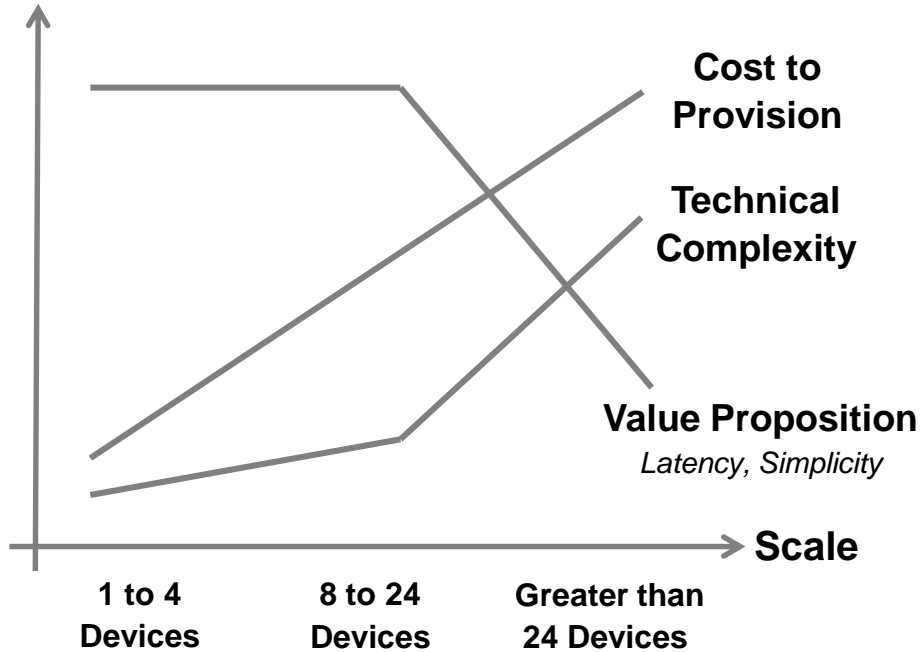 Cost to
Provision
Technical
Complexity
Value Proposition
Latency, Simplicity
Scale
1 to 4
Devices
8 to 24
Devices
Greater than
24 Devices